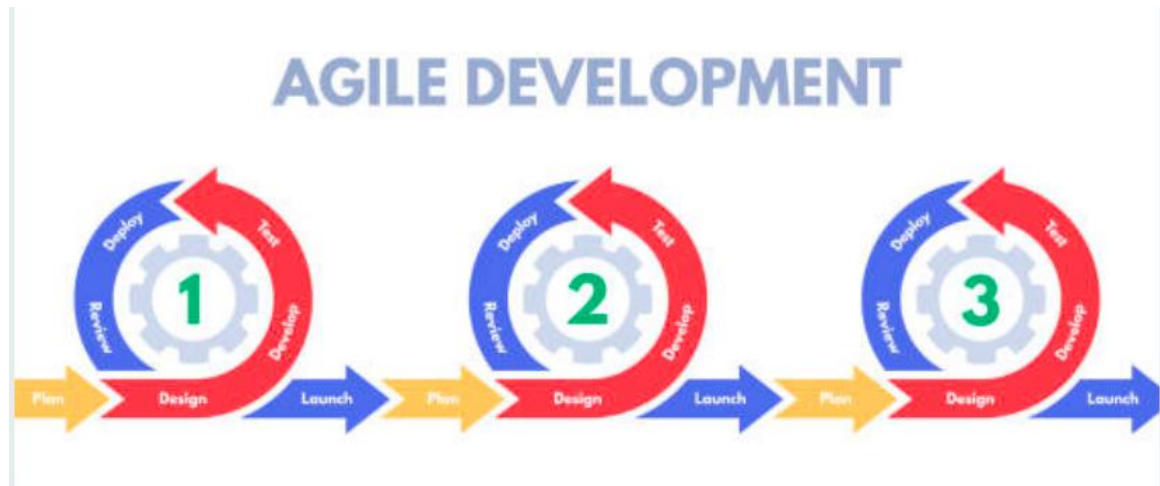 AGILE DEVELOPMENT
Deploy
Test
Review
1
Develop
Plan
Design
Launch
Deploy
Test
Review
2
Develop
Plan
Design
Launch
Deploy
Test
Review
3
Develop
Plan
Design
Launch